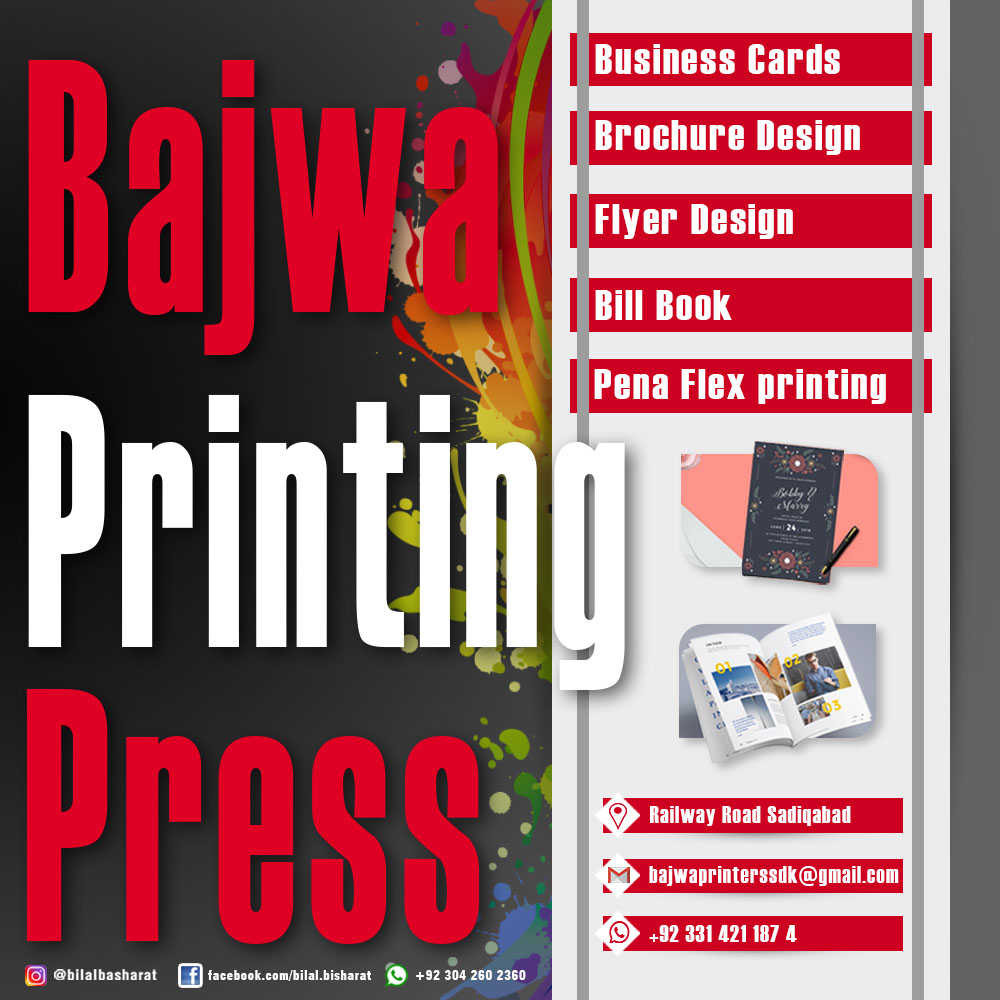 Bajwa
Printing
Press
Business Cards
Brochure Design
Flyer Design
Bill Book
Pena Flex printing
Bobby &
Marry
JUNE | 24 | 2018
01
02
03
Railway Road Sadiqabad
bajwaprinterssdk@gmail.com
+92 331 421 187 4
@bilalbasharat
facebook.com/bilal.bisharat
+92 304 260 2360